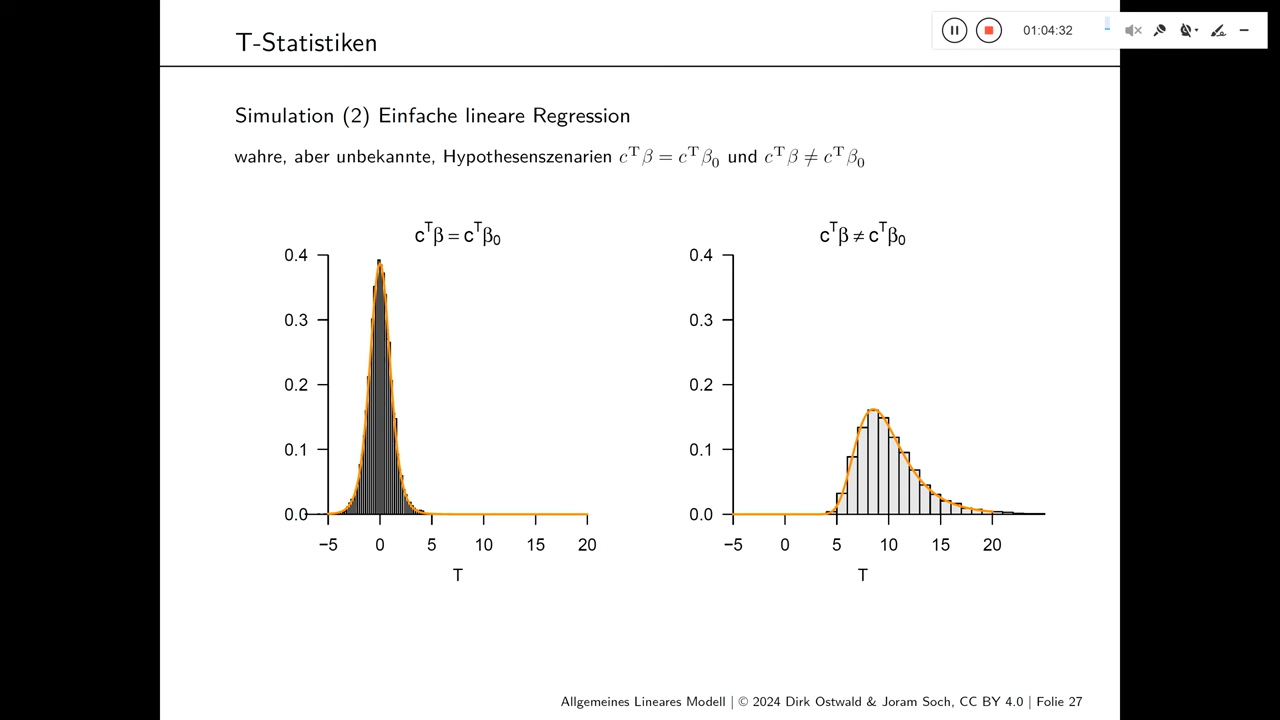 T-Statistiken
01:04:32
Simulation (2) Einfache lineare Regression
wahre, aber unbekannte, Hypothesenszenarien cᵀβ = cᵀβ₀ und cᵀβ ≠ cᵀβ₀
cᵀβ = cᵀβ₀
0.4
0.3
0.2
0.1
0.0
−5 0 5 10 15 20
T
cᵀβ ≠ cᵀβ₀
0.4
0.3
0.2
0.1
0.0
−5 0 5 10 15 20
T
Allgemeines Lineares Modell | © 2024 Dirk Ostwald & Joram Soch, CC BY 4.0 | Folie 27